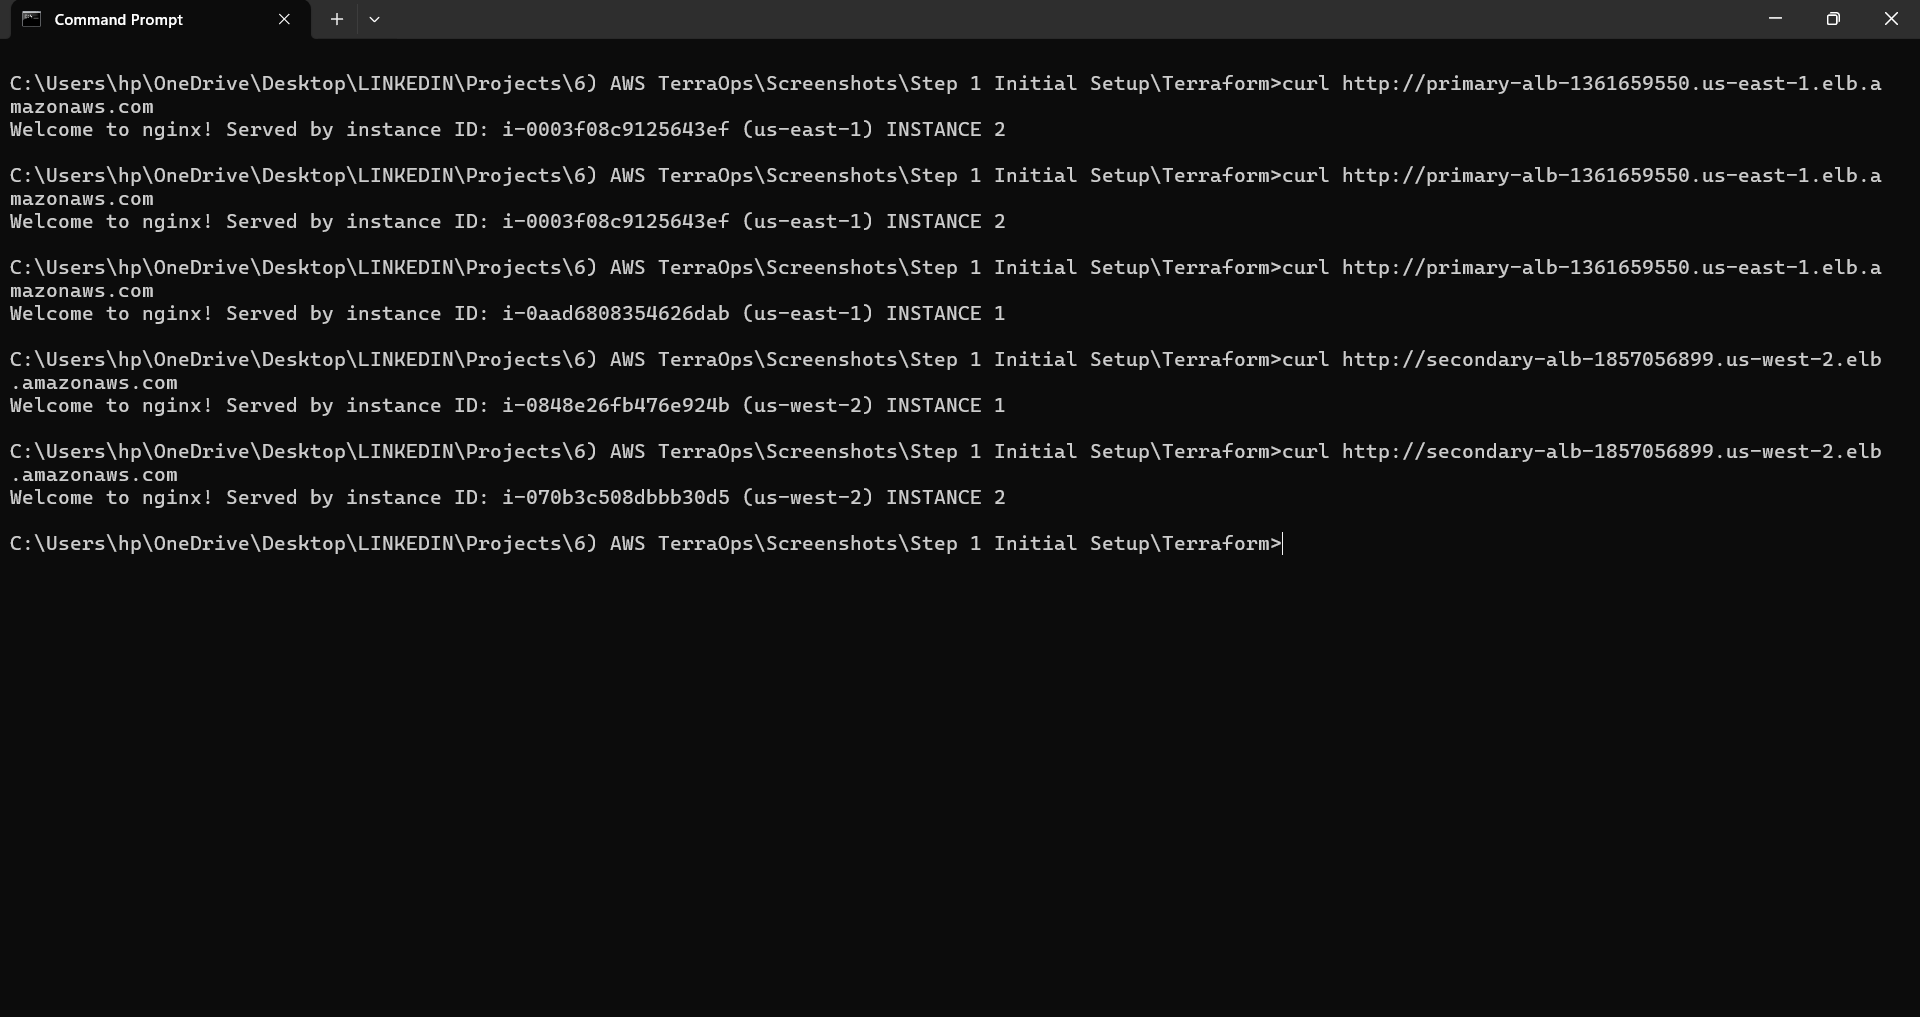 Command Prompt
C:\Users\hp\OneDrive\Desktop\LINKEDIN\Projects\6) AWS TerraOps\Screenshots\Step 1 Initial Setup\Terraform>curl http://primary-alb-1361659550.us-east-1.elb.a
mazonaws.com
Welcome to nginx! Served by instance ID: i-0003f08c9125643ef (us-east-1) INSTANCE 2
C:\Users\hp\OneDrive\Desktop\LINKEDIN\Projects\6) AWS TerraOps\Screenshots\Step 1 Initial Setup\Terraform>curl http://primary-alb-1361659550.us-east-1.elb.a
mazonaws.com
Welcome to nginx! Served by instance ID: i-0003f08c9125643ef (us-east-1) INSTANCE 2
C:\Users\hp\OneDrive\Desktop\LINKEDIN\Projects\6) AWS TerraOps\Screenshots\Step 1 Initial Setup\Terraform>curl http://primary-alb-1361659550.us-east-1.elb.a
mazonaws.com
Welcome to nginx! Served by instance ID: i-0aad6808354626dab (us-east-1) INSTANCE 1
C:\Users\hp\OneDrive\Desktop\LINKEDIN\Projects\6) AWS TerraOps\Screenshots\Step 1 Initial Setup\Terraform>curl http://secondary-alb-1857056899.us-west-2.elb
.amazonaws.com
Welcome to nginx! Served by instance ID: i-0848e26fb476e924b (us-west-2) INSTANCE 1
C:\Users\hp\OneDrive\Desktop\LINKEDIN\Projects\6) AWS TerraOps\Screenshots\Step 1 Initial Setup\Terraform>curl http://secondary-alb-1857056899.us-west-2.elb
.amazonaws.com
Welcome to nginx! Served by instance ID: i-070b3c508dbbb30d5 (us-west-2) INSTANCE 2
C:\Users\hp\OneDrive\Desktop\LINKEDIN\Projects\6) AWS TerraOps\Screenshots\Step 1 Initial Setup\Terraform>